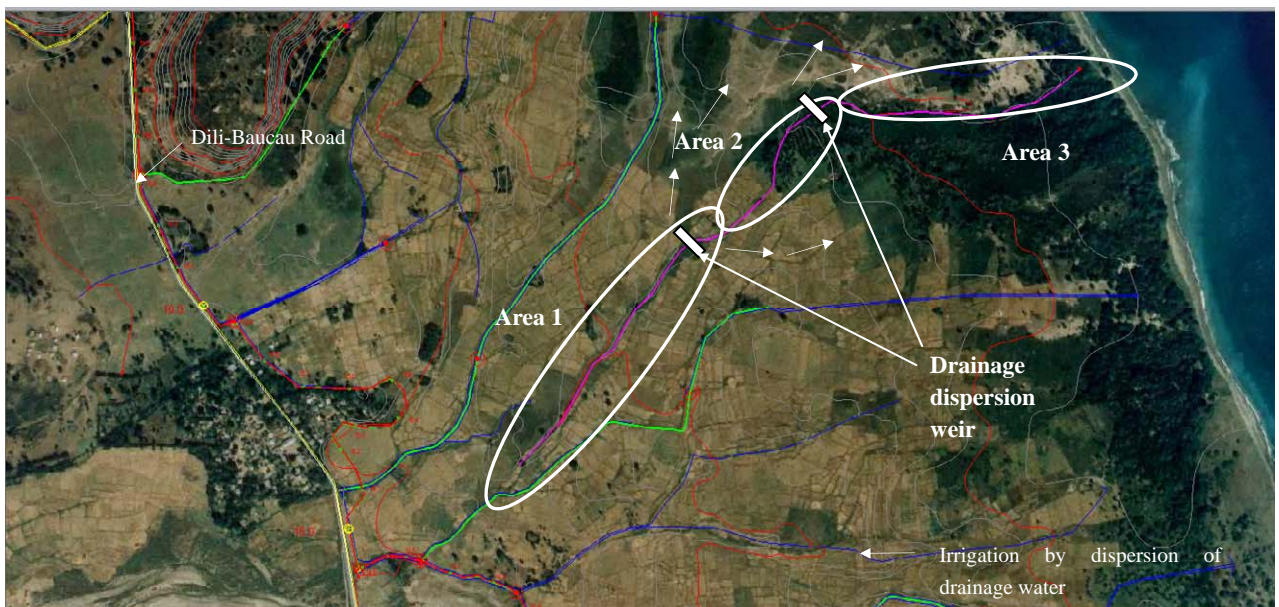 Dili-Baucau Road
Area 2
Area 3
Area 1
Drainage
dispersion
weir
Irrigation by dispersion of
drainage water